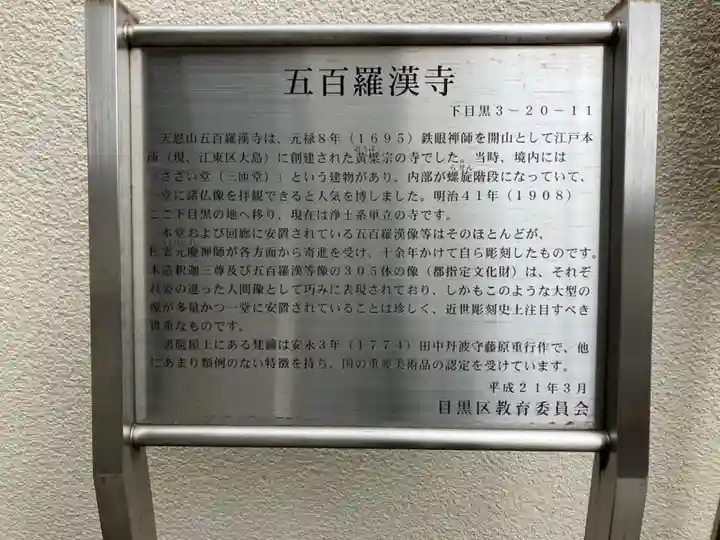 五百羅漢寺
下目黒3-20-11
天恩山五百羅漢寺は、元禄8年（1695）鉄眼禅師を開山として江戸本
所（現、江東区大島）に創建された黄檗宗の寺でした。当時、境内には
さざい堂（三匝堂）」という建物があり、内部が螺旋階段になっていて、
一堂に諸仏像を拝観できると人気を博しました。明治41年（1908）
ここ下目黒の地へ移り、現在は浄土系単立の寺です。
本堂および回廊に安置されている五百羅漢像等はそのほとんどが、
松雲元慶禅師が各方面から寄進を受け、十余年かけて自ら彫刻したものです。
木造釈迦三尊及び五百羅漢等像の305体の像（都指定文化財）は、それぞ
れ姿の違った人間像として巧みに表現されており、しかもこのような大型の
像が多量かつ一堂に安置されていることは珍しく、近世彫刻史上注目すべき
貴重なものです。
書院屋上にある梵鐘は安永3年（1774）田中丹波守藤原重行作で、他
にあまり類例のない特徴を持ち、国の重要美術品の認定を受けています。
平成21年3月
目黒区教育委員会